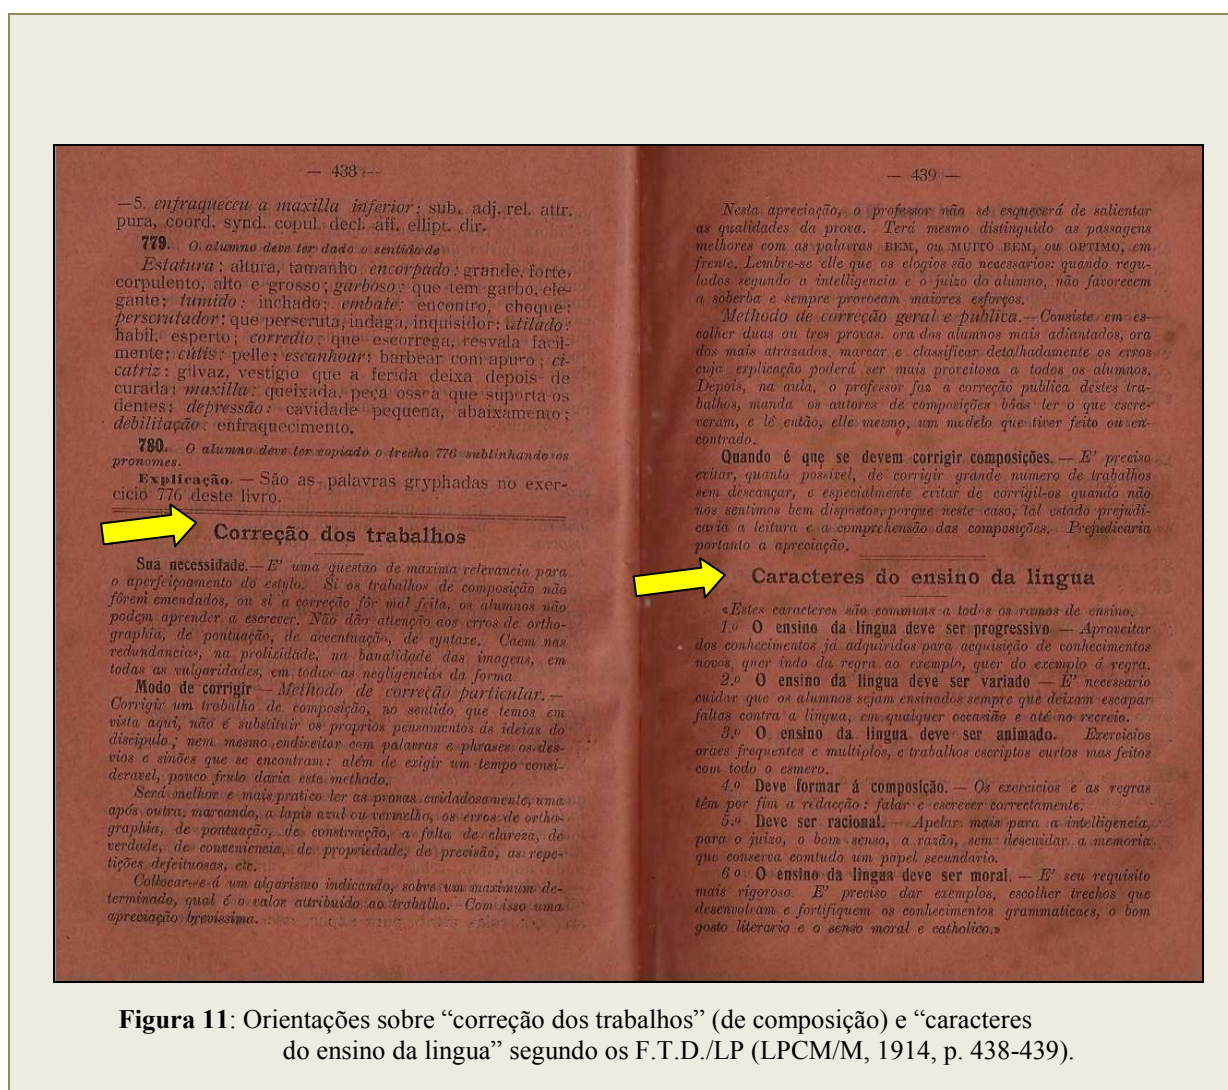 — 438 —
—5. enfraqueceu a maxilla inferior: sub. adj. rel. attr.
pura, coord. synd. copul. decl. aff. ellipt. dir.
779. O alumno deve ter dado o sentido de
Estatura: altura, tamanho. encorpado: grande, forte,
corpulento, alto e grosso; garboso: que tem garbo, ele-
gante; tumido: inchado; embate: encontro, choque;
perscrutador: que perscruta, indaga, inquisidor; atilado:
habil, esperto; corredio: que escorrega, resvala facil-
mente; cútis: pelle; escanhoar: barbear com apuro; ci-
catriz: gilvaz, vestigio que a ferida deixa depois de
curada; maxilla: queixada, peça ossea que suporta os
dentes; depressão: cavidade pequena, abaixamento;
debilitação: enfraquecimento.
780. O alumno deve ter copiado o trecho 776 sublinhando os
pronomes.
Explicação. — São as palavras gryphadas no exer-
cicio 776 deste livro.
Correção dos trabalhos
Sua necessidade. — E' uma questão de maxima relevancia para
o aperfeiçoamento do estylo. Si os trabalhos de composição não
fôrem emendados, ou si a correção fôr mal feita, os alumnos não
podem aprender a escrever. Não dão attenção aos erros de ortho-
graphia, de pontuação, de accentuação, de syntaxe. Caem nas
redundancias, na prolixidade, na banalidade das imagens, em
todas as vulgaridades, em todas as negligencias da forma
Modo de corrigir — Methodo de correção particular. —
Corrigir um trabalho de composição, no sentido que temos em
vista aqui, não é substituir os proprios pensamentos ás ideias do
discipulo; nem mesmo endireitar com palavras e phrases os des-
vios e sinões que se encontram: além de exigir um tempo consi-
deravel, pouco fruto daria este methodo.
Será melhor e mais pratico ler as provas cuidadosamente, uma
após outra, marcando, a lapis azul ou vermelho, os erros de ortho-
graphia, de pontuação, de construcção, a falta de clareza, de
verdade, de conveniencia, de propriedade, de precisão, as repe-
tições defeituosas, etc.
Collocar-se-á um algarismo indicando, sobre um maximum de-
terminado, qual é o valor attribuido ao trabalho. Com isso uma
apreciação brevissima.
— 439 —
Nesta apreciação, o professor não se esquecerá de salientar
as qualidades da prova. Terá mesmo distinguido as passagens
melhores com as palavras BEM, ou MUITO BEM, ou OPTIMO, em
frente. Lembre-se elle que os elogios são necessarios: quando regu-
lados segundo a intelligencia e o juizo do alumno, não favorecem
a soberba e sempre provocam maiores esforços.
Methodo de correção geral e publica. — Consiste em es-
colher duas ou tres provas, ora dos alumnos mais adiantados, ora
dos mais atrazados, marcar e classificar detalhadamente os erros
cuja explicação poderá ser mais proveitosa a todos os alumnos.
Depois, na aula, o professor faz a correção publica destes tra-
balhos, manda os autores de composições bôas ler o que escre-
veram, e lê então, elle mesmo, um modelo que tiver feito ou en-
contrado.
Quando é que se devem corrigir composições. — E' preciso
evitar, quanto possivel, de corrigir grande numero de trabalhos
sem descançar, e especialmente evitar de corrigil-os quando não
nos sentimos bem dispostos, porque neste caso, tal estado prejudi-
caria a leitura e a comprehensão das composições. Prejudicaria
portanto a apreciação.
Caracteres do ensino da lingua
«Estes caracteres são communs a todos os ramos de ensino.
1.º O ensino da lingua deve ser progressivo — Aproveitar
dos conhecimentos já adquiridos para acquisição de conhecimentos
novos, quer indo da regra ao exemplo, quer do exemplo á regra.
2.º O ensino da lingua deve ser variado — E' necessario
cuidar que os alumnos sejam ensinados sempre que deixam escapar
faltas contra a lingua, em qualquer occasião e até no recreio.
3.º O ensino da lingua deve ser animado. Exercicios
oraes frequentes e multiplos, e trabalhos escriptos curtos mas feitos
com todo o esmero.
4.º Deve formar á composição. — Os exercicios e as regras
têm por fim a redacção: falar e escrever correctamente.
5.º Deve ser racional. — Apelar mais para a intelligencia,
para o juizo, o bom senso, a razão, sem descuidar a memoria
que conserva comtudo um papel secundario.
6º O ensino da lingua deve ser moral. — E' seu requisito
mais rigoroso. E' preciso dar exemplos, escolher trechos que
desenvolvam e fortifiquem os conhecimentos grammaticaes, o bom
gosto literario e o senso moral e catholico.»
Figura 11: Orientações sobre “correção dos trabalhos” (de composição) e “caracteres
do ensino da lingua” segundo os F.T.D./LP (LPCM/M, 1914, p. 438-439).